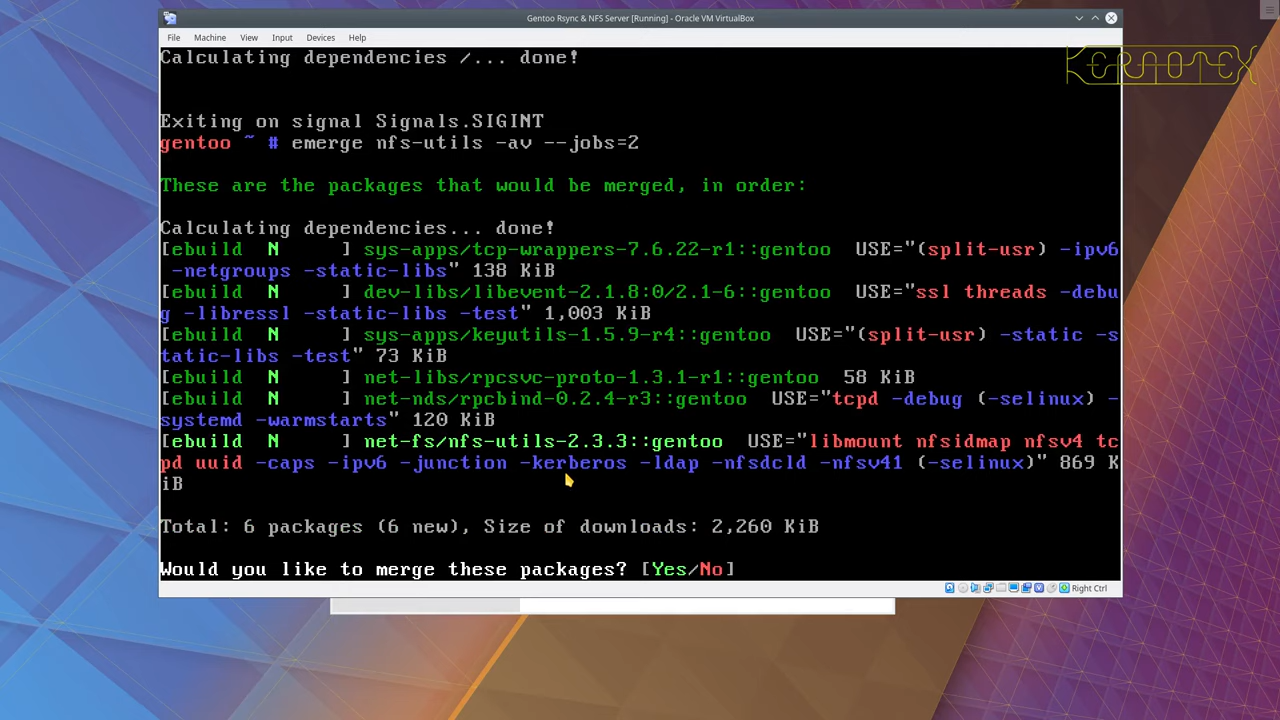 Gentoo Rsync & NFS Server [Running] - Oracle VM VirtualBox
File Machine View Input Devices Help
KERNOTEX
Calculating dependencies /... done!
Exiting on signal Signals.SIGINT
gentoo ~ # emerge nfs-utils -av --jobs=2
These are the packages that would be merged, in order:
Calculating dependencies... done!
[ebuild  N      ] sys-apps/tcp-wrappers-7.6.22-r1::gentoo  USE="(split-usr) -ipv6
 -netgroups -static-libs" 138 KiB
[ebuild  N      ] dev-libs/libevent-2.1.8:0/2.1-6::gentoo  USE="ssl threads -debu
g -libressl -static-libs -test" 1,003 KiB
[ebuild  N      ] sys-apps/keyutils-1.5.9-r4::gentoo  USE="(split-usr) -static -s
tatic-libs -test" 73 KiB
[ebuild  N      ] net-libs/rpcsvc-proto-1.3.1-r1::gentoo  58 KiB
[ebuild  N      ] net-nds/rpcbind-0.2.4-r3::gentoo  USE="tcpd -debug (-selinux) -
systemd -warmstarts" 120 KiB
[ebuild  N      ] net-fs/nfs-utils-2.3.3::gentoo  USE="libmount nfsidmap nfsv4 tc
pd uuid -caps -ipv6 -junction -kerberos -ldap -nfsdcld -nfsv41 (-selinux)" 869 K
iB
Total: 6 packages (6 new), Size of downloads: 2,260 KiB
Would you like to merge these packages? [Yes/No]
Right Ctrl